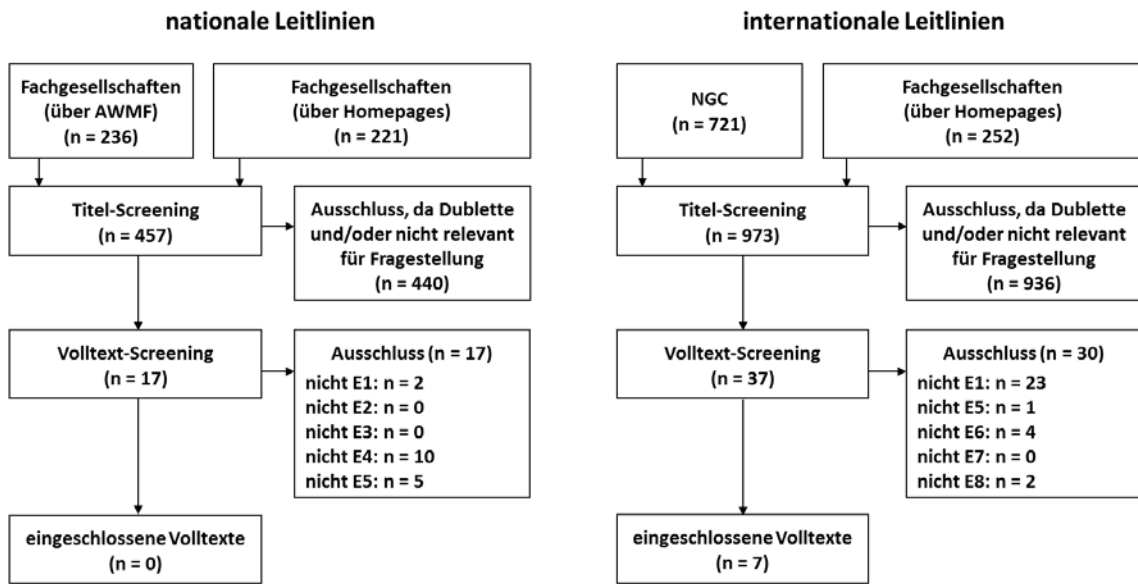 nationale Leitlinien
Fachgesellschaften
(über AWMF)
(n = 236)
Fachgesellschaften
(über Homepages)
(n = 221)
Titel-Screening
(n = 457)
Ausschluss, da Dublette
und/oder nicht relevant
für Fragestellung
(n = 440)
Volltext-Screening
(n = 17)
Ausschluss (n = 17)
nicht E1: n = 2
nicht E2: n = 0
nicht E3: n = 0
nicht E4: n = 10
nicht E5: n = 5
eingeschlossene Volltexte
(n = 0)
internationale Leitlinien
NGC
(n = 721)
Fachgesellschaften
(über Homepages)
(n = 252)
Titel-Screening
(n = 973)
Ausschluss, da Dublette
und/oder nicht relevant
für Fragestellung
(n = 936)
Volltext-Screening
(n = 37)
Ausschluss (n = 30)
nicht E1: n = 23
nicht E5: n = 1
nicht E6: n = 4
nicht E7: n = 0
nicht E8: n = 2
eingeschlossene Volltexte
(n = 7)